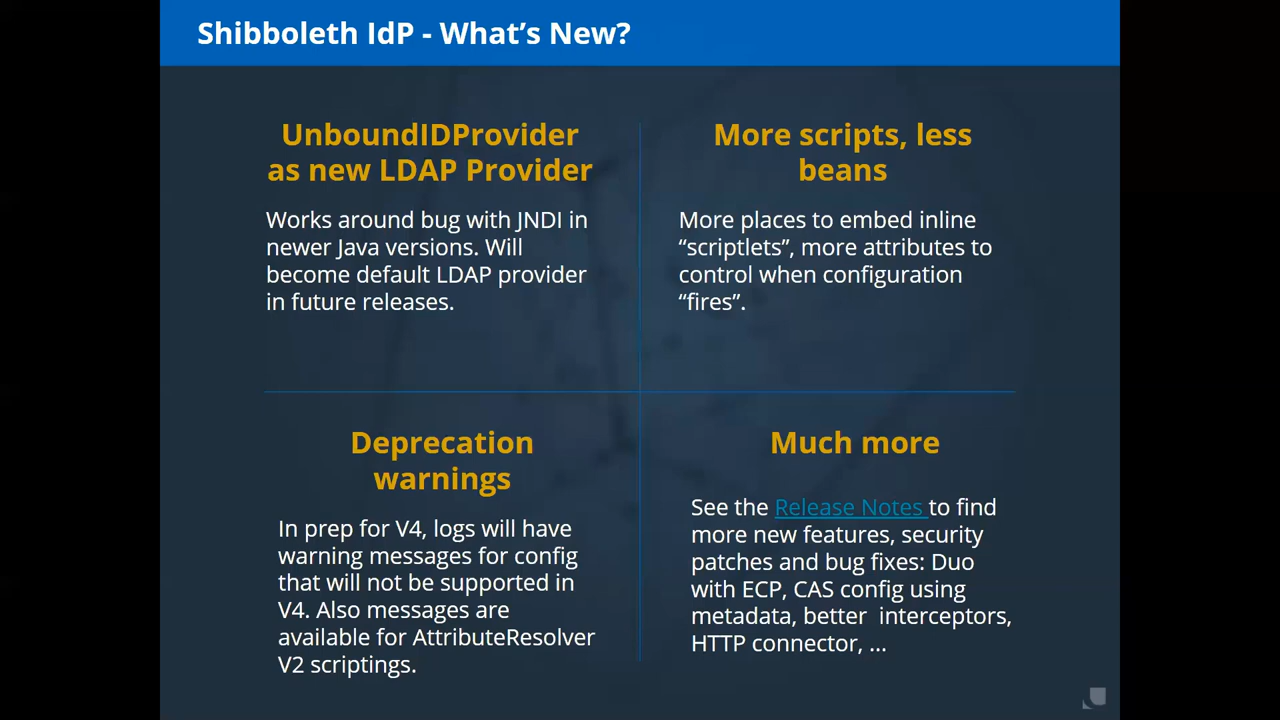 Shibboleth IdP - What's New?
UnboundIDProvider
as new LDAP Provider
Works around bug with JNDI in
newer Java versions. Will
become default LDAP provider
in future releases.
More scripts, less
beans
More places to embed inline
“scriptlets”, more attributes to
control when configuration
“fires”.
Deprecation
warnings
In prep for V4, logs will have
warning messages for config
that will not be supported in
V4. Also messages are
available for AttributeResolver
V2 scriptings.
Much more
See the Release Notes to find
more new features, security
patches and bug fixes: Duo
with ECP, CAS config using
metadata, better  interceptors,
HTTP connector, ...